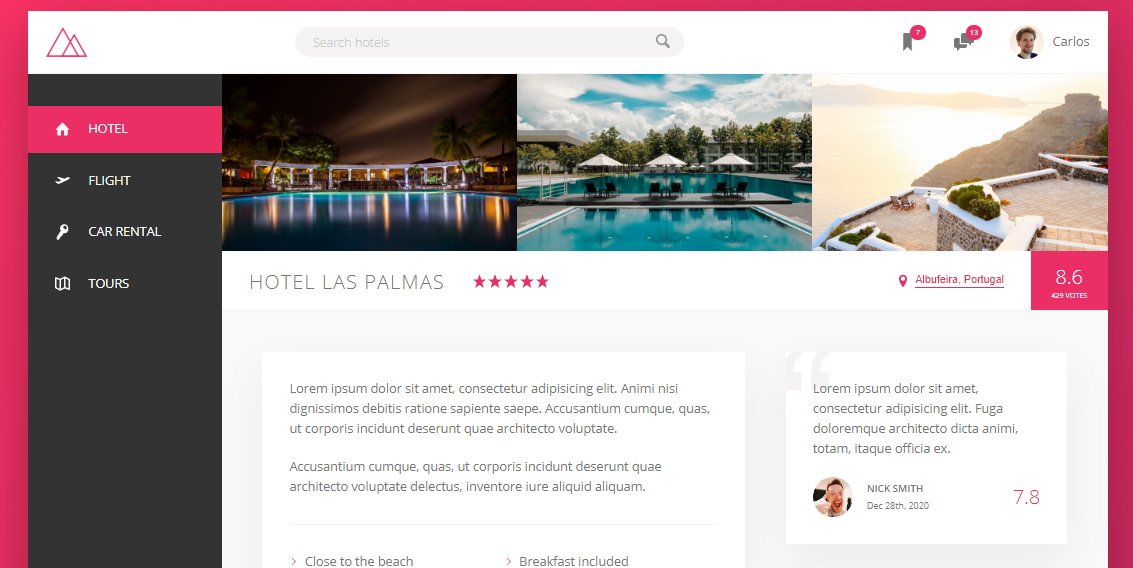 Search hotels
7
13
Carlos
HOTEL
FLIGHT
CAR RENTAL
TOURS
HOTEL LAS PALMAS
Albufeira, Portugal
8.6
429 VOTES
Lorem ipsum dolor sit amet, consectetur adipisicing elit. Animi nisi
dignissimos debitis ratione sapiente saepe. Accusantium cumque, quas,
ut corporis incidunt deserunt quae architecto voluptate.
Accusantium cumque, quas, ut corporis incidunt deserunt quae
architecto voluptate delectus, inventore iure aliquid aliquam.
Close to the beach
Breakfast included
Lorem ipsum dolor sit amet,
consectetur adipisicing elit. Fuga
doloremque architecto dicta animi,
totam, itaque officia ex.
NICK SMITH
Dec 28th, 2020
7.8